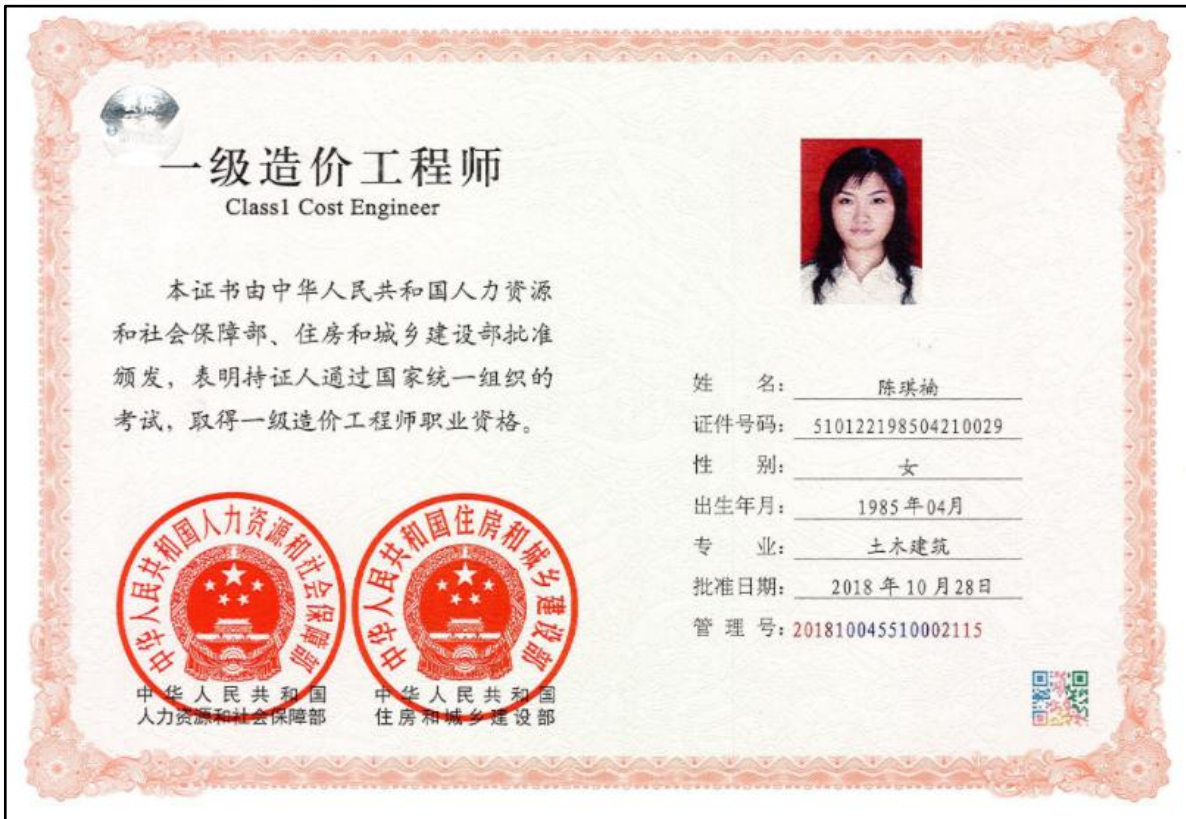 一级造价工程师
Class1 Cost Engineer
本证书由中华人民共和国人力资源
和社会保障部、住房和城乡建设部批准
颁发，表明持证人通过国家统一组织的
考试，取得一级造价工程师职业资格。
中华人民共和国人力资源和社会保障部
中华人民共和国住房和城乡建设部
中华人民共和国
人力资源和社会保障部
中华人民共和国
住房和城乡建设部
姓 名： 陈琪楠
证件号码： 510122198504210029
性 别： 女
出生年月： 1985年04月
专 业： 土木建筑
批准日期： 2018年10月28日
管 理 号：201810045510002115